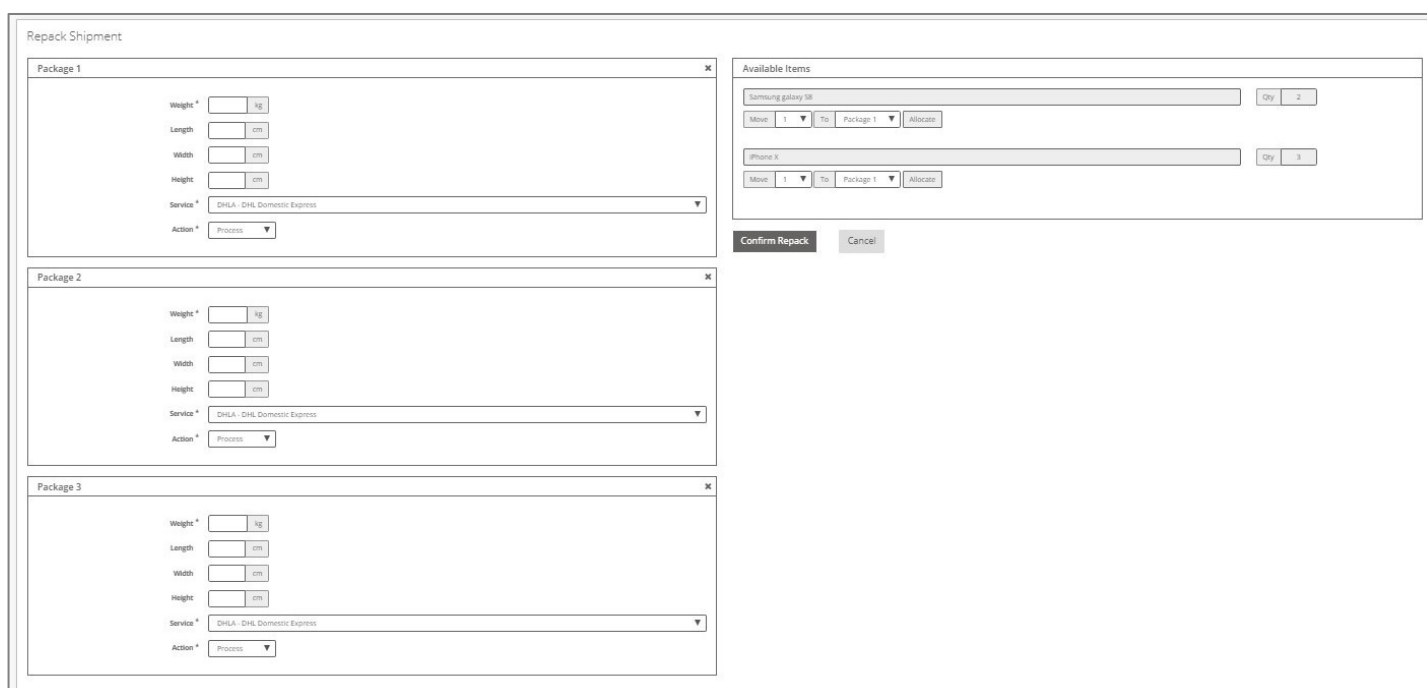 Repack Shipment
Package 1 ✖
Weight * kg
Length cm
Width cm
Height cm
Service * DHLA - DHL Domestic Express ▼
Action * Process ▼
Package 2 ✖
Weight * kg
Length cm
Width cm
Height cm
Service * DHLA - DHL Domestic Express ▼
Action * Process ▼
Package 3 ✖
Weight * kg
Length cm
Width cm
Height cm
Service * DHLA - DHL Domestic Express ▼
Action * Process ▼
Available Items
Samsung galaxy S8 Qty 2
Move 1 ▼ To Package 1 ▼ Allocate
iPhone X Qty 3
Move 1 ▼ To Package 1 ▼ Allocate
Confirm Repack Cancel